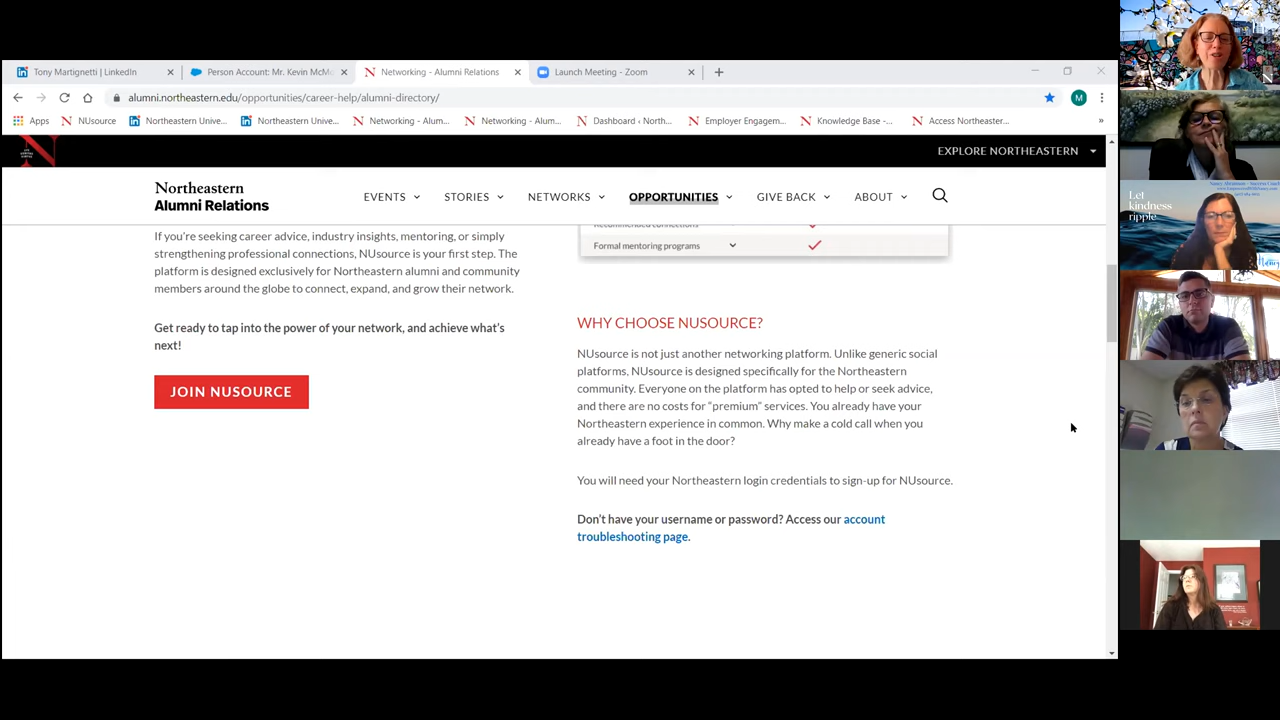 Tony Martignetti | LinkedIn
Person Account: Mr. Kevin McM
Networking - Alumni Relations
Launch Meeting - Zoom
alumni.northeastern.edu/opportunities/career-help/alumni-directory/
M
Apps
NUsource
Northeastern Unive...
Northeastern Unive...
Networking - Alum...
Networking - Alum...
Dashboard ‹ North...
Employer Engagem...
Knowledge Base -...
Access Northeaster...
EXPLORE NORTHEASTERN
Northeastern
Alumni Relations
EVENTS
STORIES
NETWORKS
OPPORTUNITIES
GIVE BACK
ABOUT
If you're seeking career advice, industry insights, mentoring, or simply
strengthening professional connections, NUsource is your first step. The
platform is designed exclusively for Northeastern alumni and community
members around the globe to connect, expand, and grow their network.
Get ready to tap into the power of your network, and achieve what's
next!
JOIN NUSOURCE
Formal mentoring programs
WHY CHOOSE NUSOURCE?
NUsource is not just another networking platform. Unlike generic social
platforms, NUsource is designed specifically for the Northeastern
community. Everyone on the platform has opted to help or seek advice,
and there are no costs for "premium" services. You already have your
Northeastern experience in common. Why make a cold call when you
already have a foot in the door?
You will need your Northeastern login credentials to sign-up for NUsource.
Don't have your username or password? Access our account
troubleshooting page.
Let
kindness
ripple